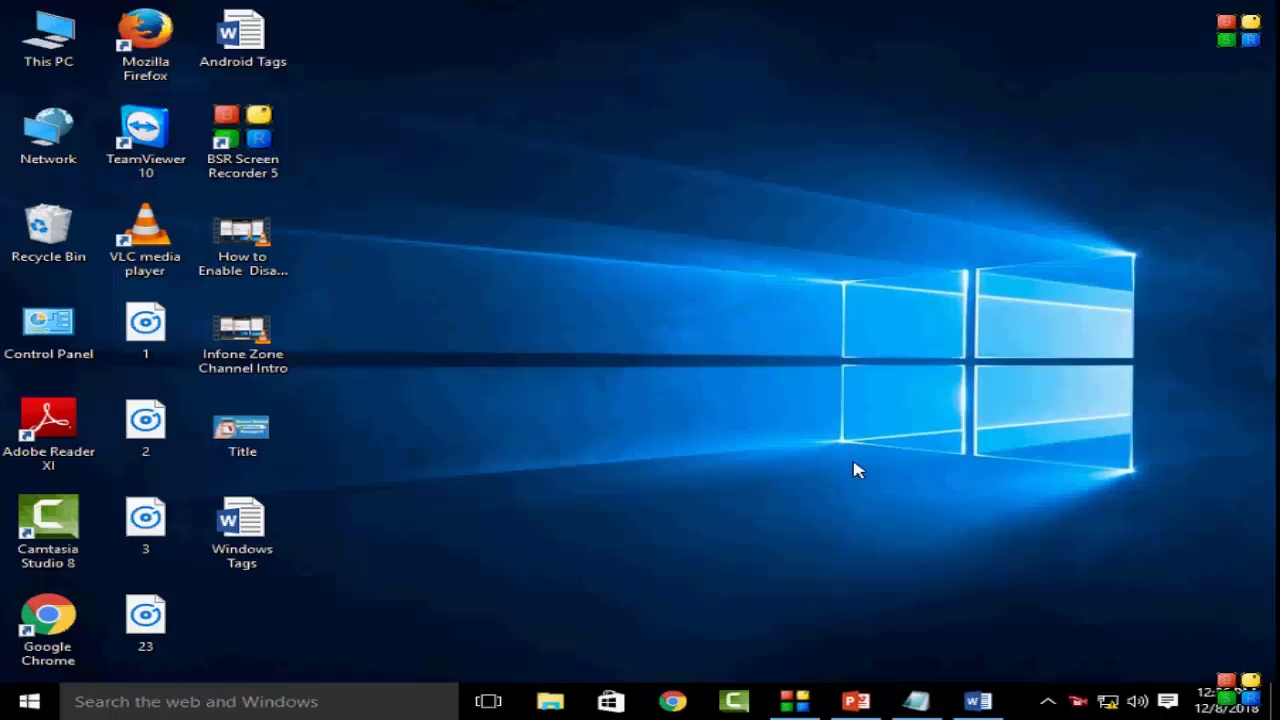 This PC
Mozilla
Firefox
Android Tags
Network
TeamViewer
10
BSR Screen
Recorder 5
Recycle Bin
VLC media
player
How to
Enable Disa...
Control Panel
1
Infone Zone
Channel Intro
Adobe Reader
XI
2
Title
Camtasia
Studio 8
3
Windows
Tags
Google
Chrome
23
Search the web and Windows
12/8/2018